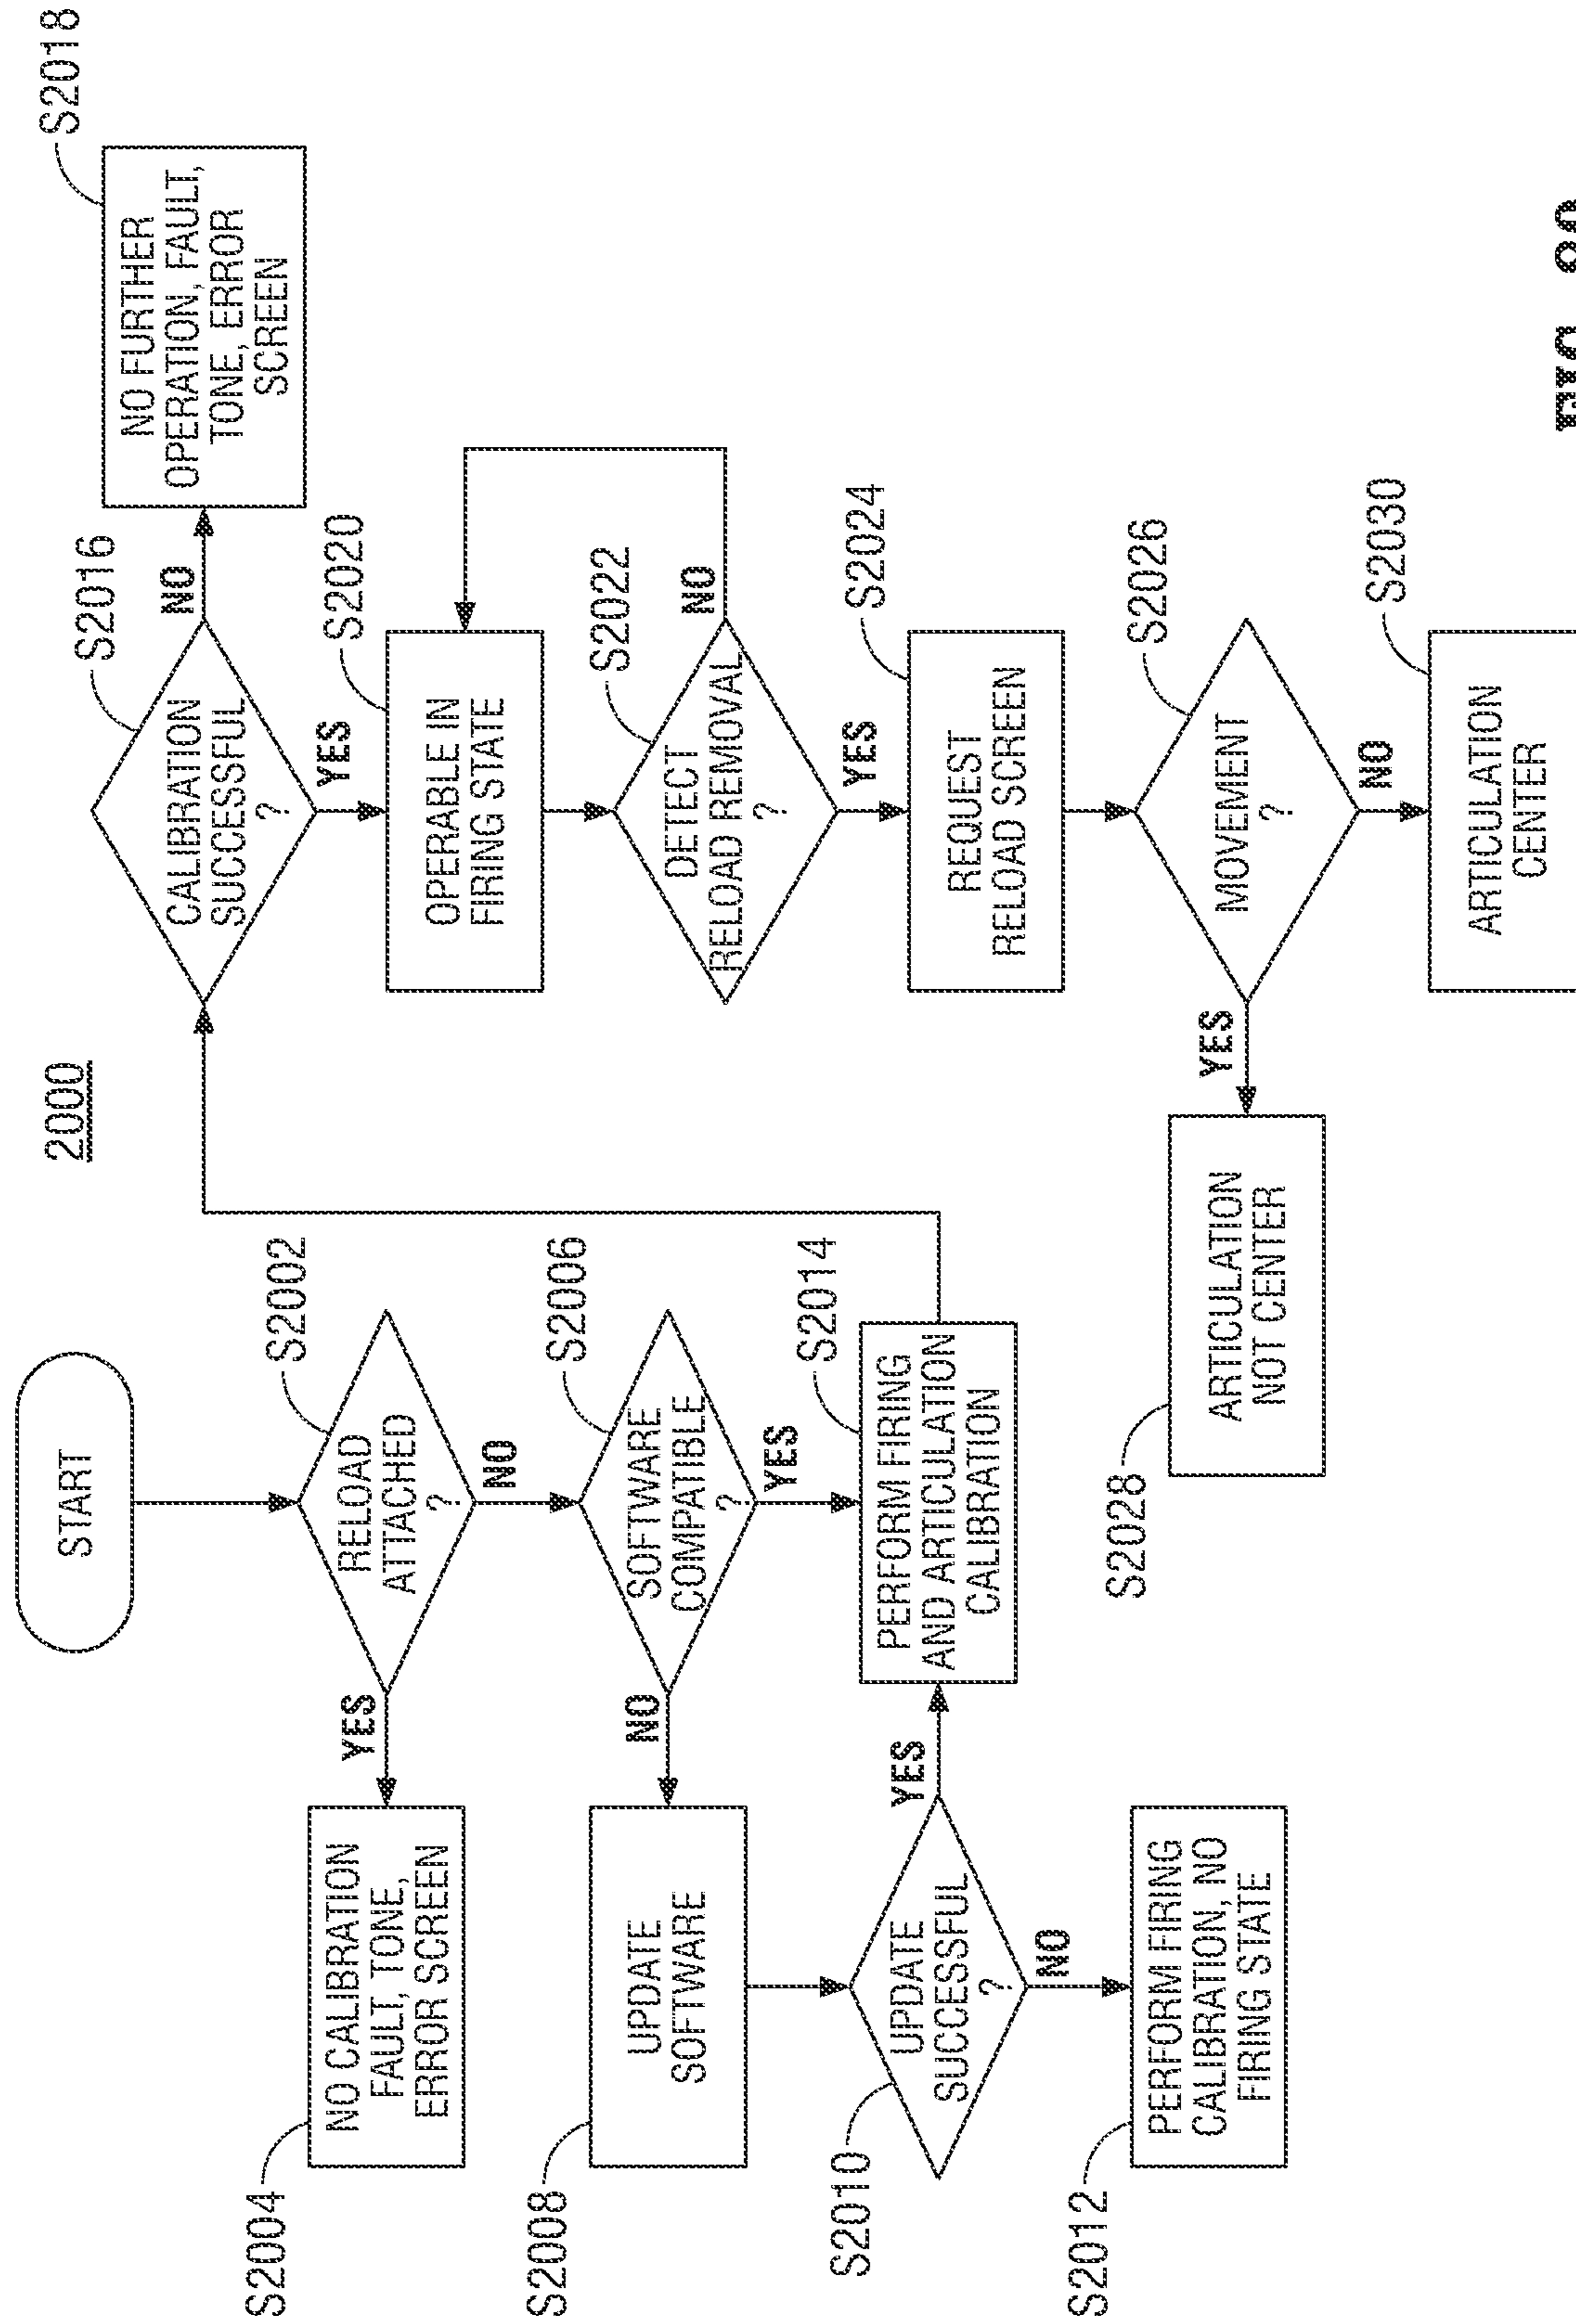 2000
START
S2002
RELOAD
ATTACHED
?
YES
NO
S2004
NO CALIBRATION
FAULT, TONE,
ERROR SCREEN
S2006
SOFTWARE
COMPATIBLE
?
NO
YES
S2008
UPDATE
SOFTWARE
S2010
UPDATE
SUCCESSFUL
?
YES
NO
S2012
PERFORM FIRING
CALIBRATION, NO
FIRING STATE
S2014
PERFORM FIRING
AND ARTICULATION
CALIBRATION
S2016
CALIBRATION
SUCCESSFUL
?
NO
YES
S2018
NO FURTHER
OPERATION, FAULT,
TONE, ERROR
SCREEN
S2020
OPERABLE IN
FIRING STATE
S2022
DETECT
RELOAD REMOVAL
?
NO
YES
S2024
REQUEST
RELOAD SCREEN
S2026
MOVEMENT
?
YES
NO
S2028
ARTICULATION
NOT CENTER
S2030
ARTICULATION
CENTER